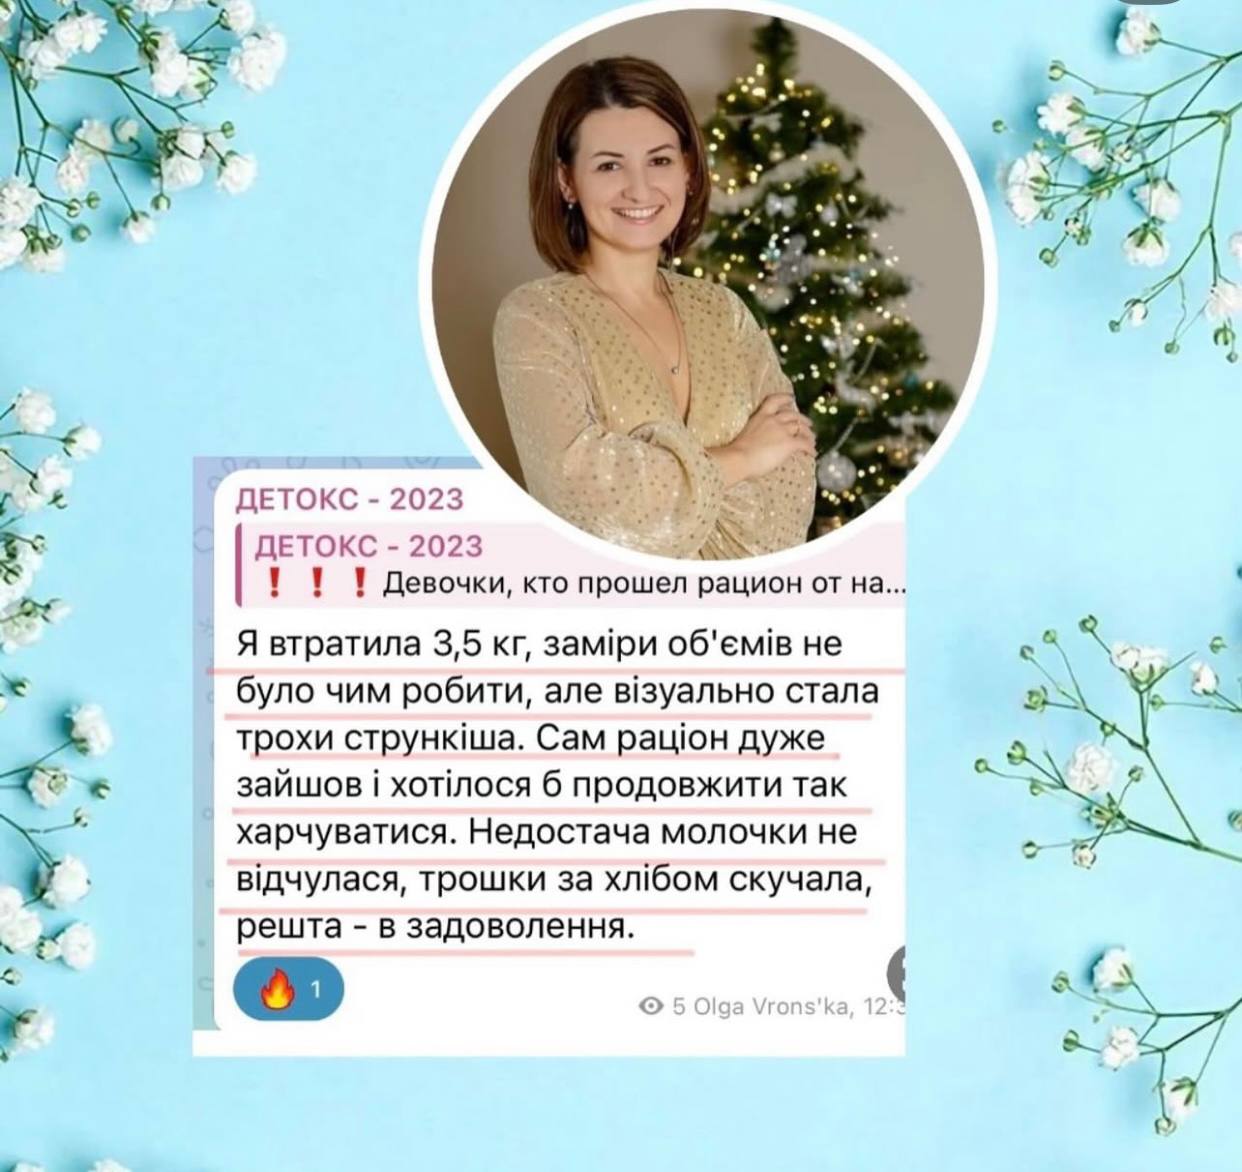 ДЕТОКС - 2023
ДЕТОКС - 2023
❗❗❗ Девочки, кто прошел рацион от на...
Я втратила 3,5 кг, заміри об'ємів не
було чим робити, але візуально стала
трохи стрункіша. Сам раціон дуже
зайшов і хотілося б продовжити так
харчуватися. Недостача молочки не
відчулася, трошки за хлібом скучала,
решта - в задоволення.
🔥 1
5 Olga Vrons'ka, 12: